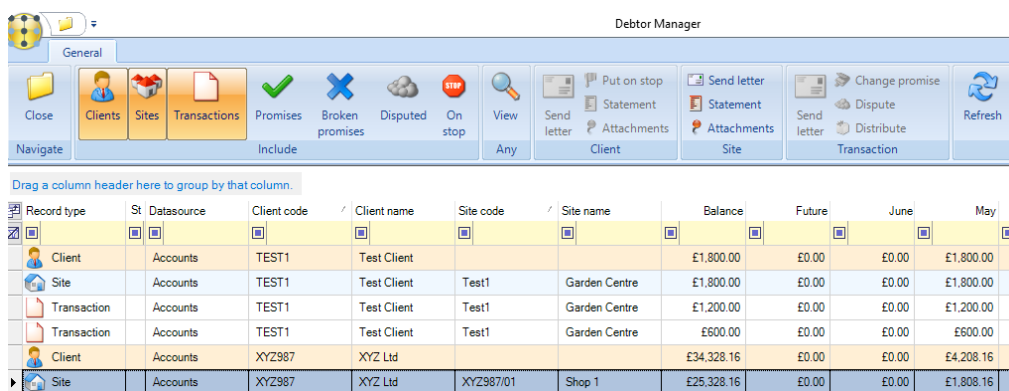 Debtor Manager
General
Close
Clients
Sites
Transactions
Promises
Broken promises
Disputed
On stop
View
Send letter
Put on stop
Statement
Attachments
Send letter
Statement
Attachments
Send letter
Change promise
Dispute
Distribute
Refresh
Navigate Include Any Client Site Transaction
Drag a column header here to group by that column.
Record type St Datasource Client code Client name Site code Site name Balance Future June May
Client Accounts TEST1 Test Client £1,800.00 £0.00 £0.00 £1,800.00
Site Accounts TEST1 Test Client Test1 Garden Centre £1,800.00 £0.00 £0.00 £1,800.00
Transaction Accounts TEST1 Test Client Test1 Garden Centre £1,200.00 £0.00 £0.00 £1,200.00
Transaction Accounts TEST1 Test Client Test1 Garden Centre £600.00 £0.00 £0.00 £600.00
Client Accounts XYZ987 XYZ Ltd £34,328.16 £0.00 £0.00 £4,208.16
Site Accounts XYZ987 XYZ Ltd XYZ987/01 Shop 1 £25,328.16 £0.00 £0.00 £1,808.16